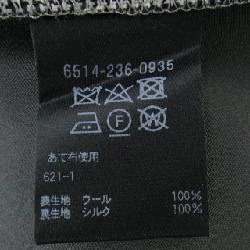 6514-236-0935
あて布使用
621-1
表生地 ウール 100%
裏生地 シルク 100%